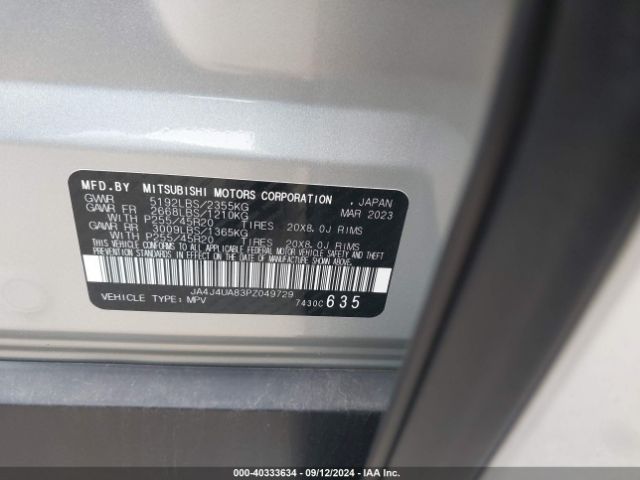 MFD.BY MITSUBISHI MOTORS CORPORATION , JAPAN
GVWR 5192LBS/2355KG MAR 2023
GAWR FR 2668LBS/1210KG
WITH P255/45R20 TIRES 20X8.0J RIMS
GAWR RR 3009LBS/1365KG
WITH P255/45R20 TIRES 20X8.0J RIMS
THIS VEHICLE CONFORMS TO ALL APPLICABLE FEDERAL MOTOR VEHICLE SAFETY AND
THEFT PREVENTION STANDARDS IN EFFECT ON THE DATE OF MANUFACTURE SHOWN ABOVE.
JA4J4UA83PZ049729
VEHICLE TYPE: MPV 7430C 635
000-40333634 - 09/12/2024 - IAA Inc.